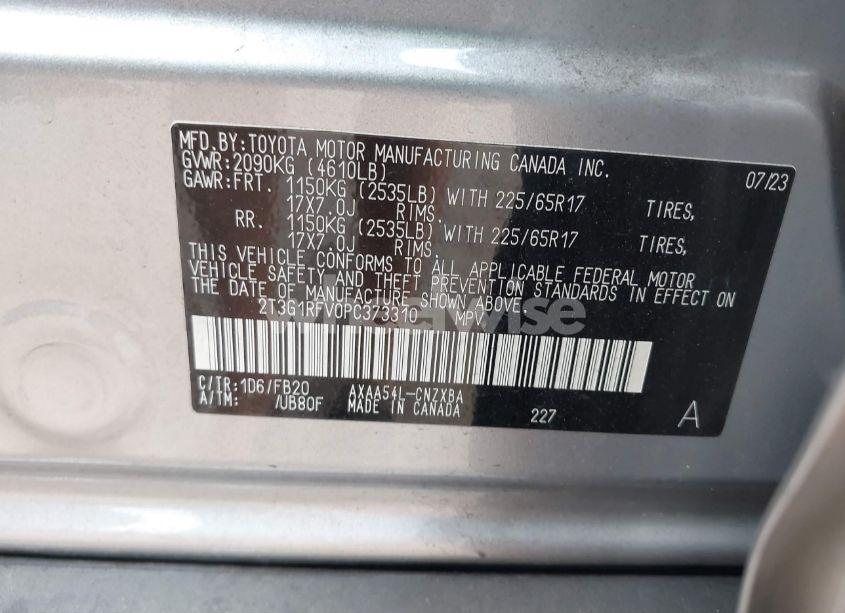 MFD.BY:TOYOTA MOTOR MANUFACTURING CANADA INC. 07/23
GVWR:2090KG (4610LB)
GAWR:FRT. 1150KG (2535LB) WITH 225/65R17 TIRES,
17X7.0J RIMS.
RR. 1150KG (2535LB) WITH 225/65R17 TIRES,
17X7.0J RIMS.
THIS VEHICLE CONFORMS TO ALL APPLICABLE FEDERAL MOTOR
VEHICLE SAFETY AND THEFT PREVENTION STANDARDS IN EFFECT ON
THE DATE OF MANUFACTURE SHOWN ABOVE.
2T3G1RFV0PC373310 MPV
C/TR:1D6/FB20 AXAA54L-CNZXBA
A/TM: /UB80F MADE IN CANADA 227 A